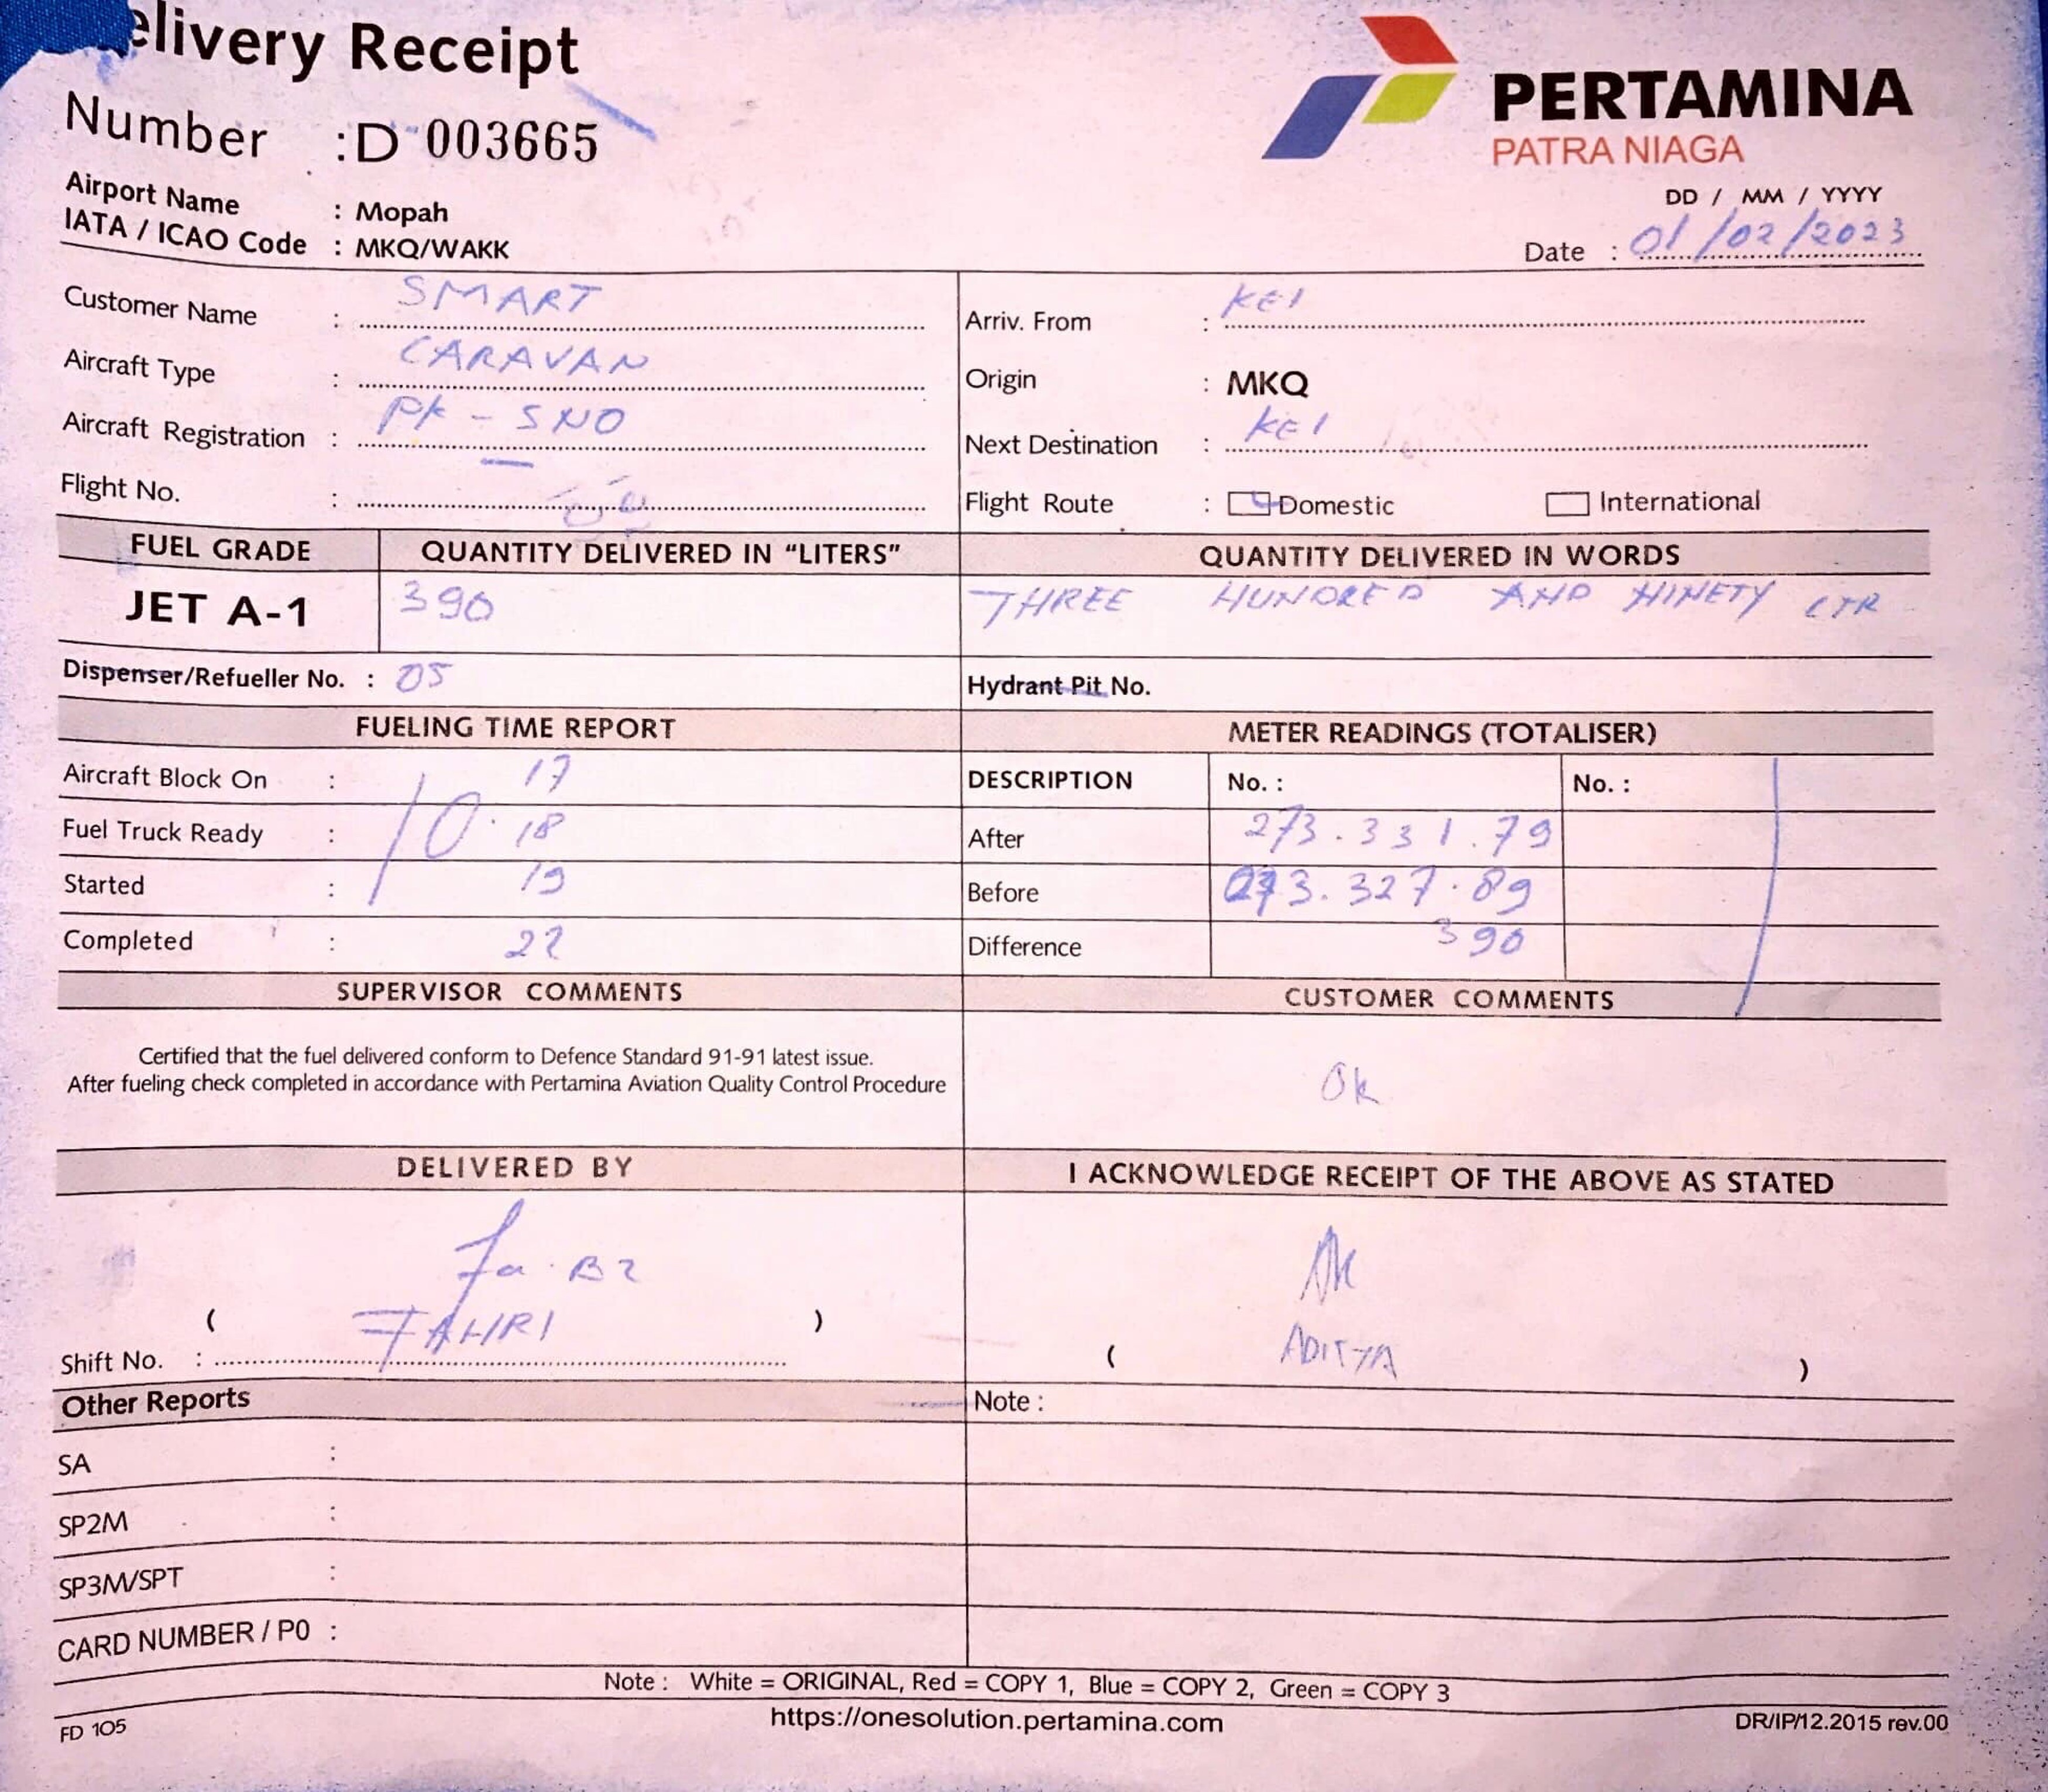 elivery Receipt
Number : D 003665
PERTAMINA
PATRA NIAGA
Airport Name : Mopah
IATA / ICAO Code : MKQ/WAKK
DD / MM / YYYY
Date : 01/02/2023
Customer Name : SMART
Arriv. From : KEI
Aircraft Type : CARAVAN
Origin : MKQ
Aircraft Registration : PK - SNO
Next Destination : KEI
Flight No. :
Flight Route : Domestic International
FUEL GRADE QUANTITY DELIVERED IN “LITERS” QUANTITY DELIVERED IN WORDS
JET A-1 390 THREE HUNDRED AND NINETY LTR
Dispenser/Refueller No. : 05 Hydrant Pit No.
FUELING TIME REPORT METER READINGS (TOTALISER)
Aircraft Block On : 17 DESCRIPTION No. : No. :
Fuel Truck Ready : 10. 18 After 273.331.79
Started : 19 Before 273.327.89
Completed : 22 Difference 390
SUPERVISOR COMMENTS CUSTOMER COMMENTS
Certified that the fuel delivered conform to Defence Standard 91-91 latest issue.
After fueling check completed in accordance with Pertamina Aviation Quality Control Procedure
Ok
DELIVERED BY I ACKNOWLEDGE RECEIPT OF THE ABOVE AS STATED
( FAHRI )
Shift No. :
( ADITYA )
Other Reports Note :
SA :
SP2M :
SP3M/SPT :
CARD NUMBER / P0 :
Note : White = ORIGINAL, Red = COPY 1, Blue = COPY 2, Green = COPY 3
https://onesolution.pertamina.com
FD 105 DR/IP/12.2015 rev.00